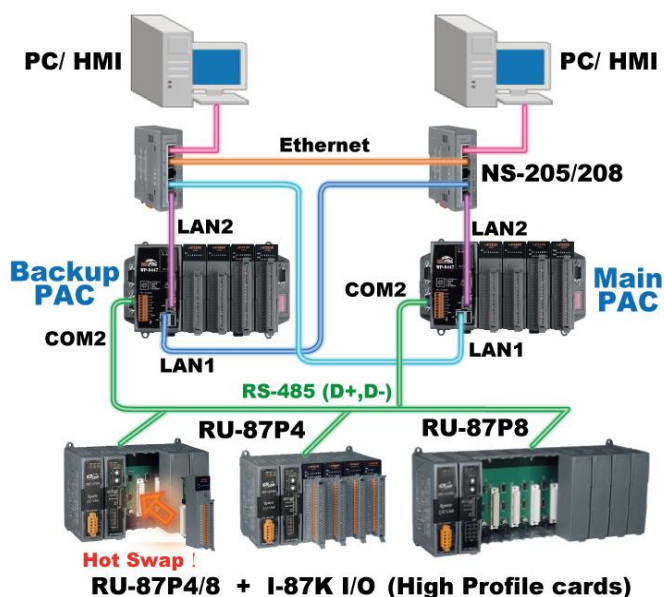 PC/ HMI
PC/ HMI
Ethernet
NS-205/208
LAN2
LAN2
Backup
PAC
COM2
Main
PAC
COM2
LAN1
LAN1
RS-485 (D+,D-)
RU-87P4
RU-87P8
Hot Swap !
RU-87P4/8 + I-87K I/O (High Profile cards)